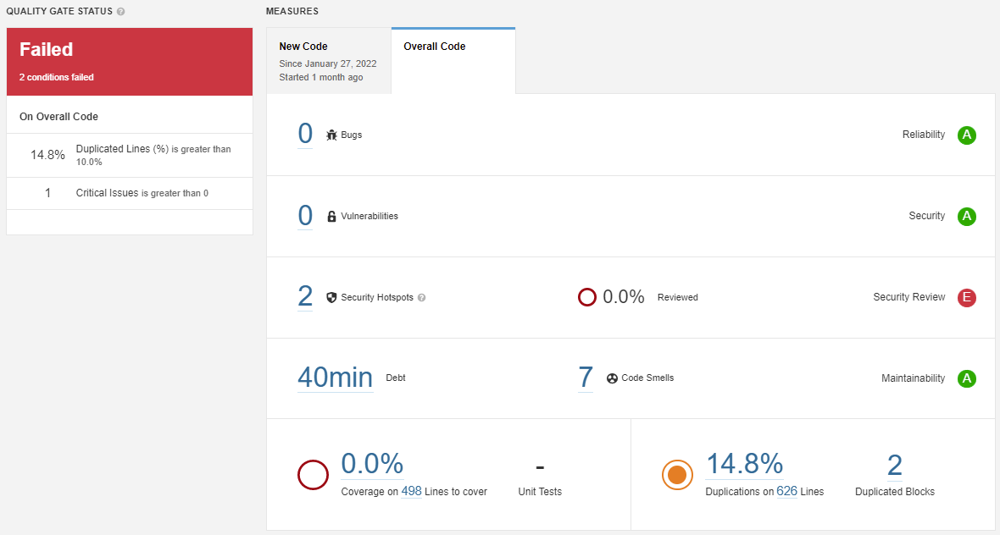 QUALITY GATE STATUS ?
Failed
2 conditions failed
On Overall Code
14.8% Duplicated Lines (%) is greater than
10.0%
1 Critical Issues is greater than 0
MEASURES
New Code
Since January 27, 2022
Started 1 month ago
Overall Code
0 Bugs Reliability A
0 Vulnerabilities Security A
2 Security Hotspots ? 0.0% Reviewed Security Review E
40min Debt 7 Code Smells Maintainability A
0.0%
Coverage on 498 Lines to cover
-
Unit Tests
14.8%
Duplications on 626 Lines
2
Duplicated Blocks